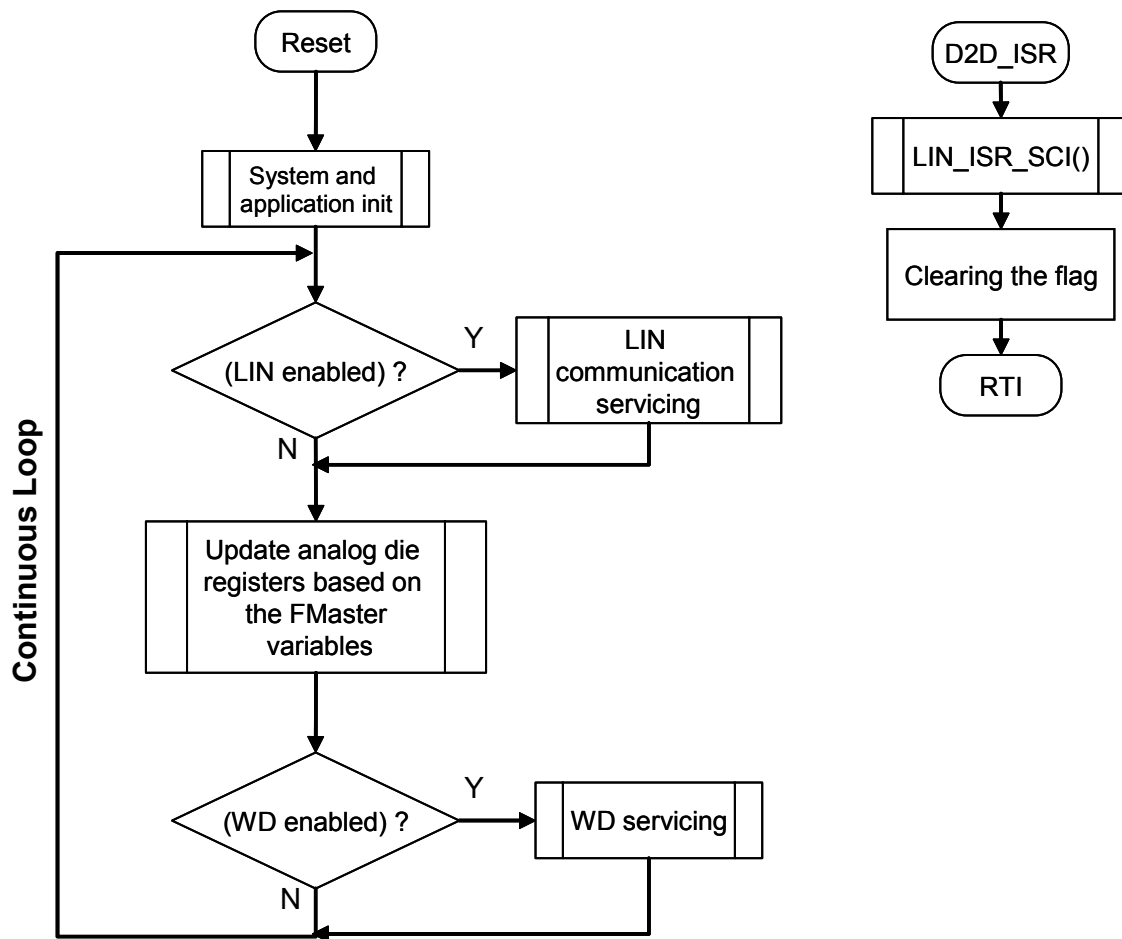 Reset
System and
application init
(LIN enabled) ?
Y
LIN
communication
servicing
N
Update analog die
registers based on
the FMaster
variables
(WD enabled) ?
Y
WD servicing
N
Continuous Loop
D2D_ISR
LIN_ISR_SCI()
Clearing the flag
RTI